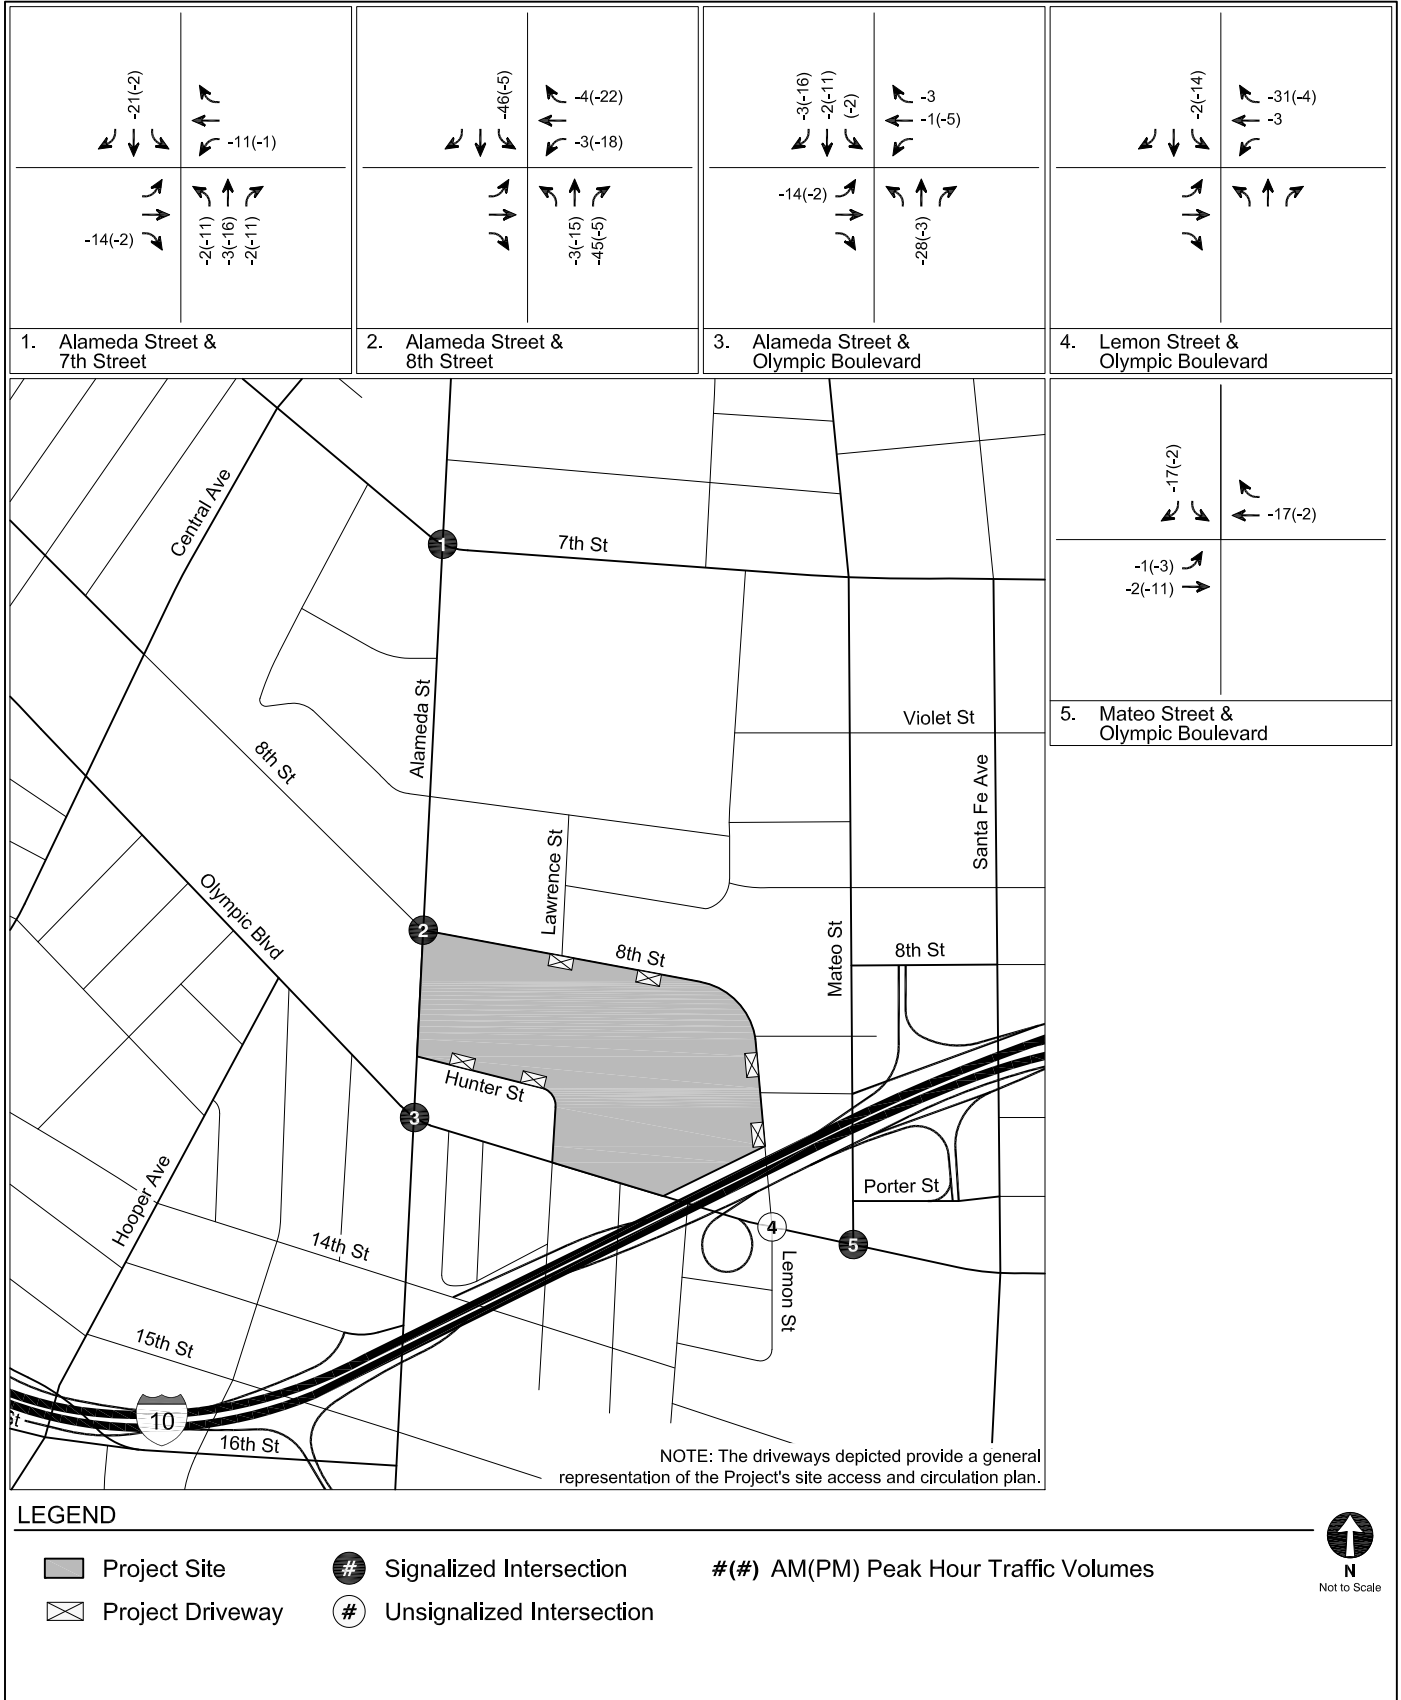 -21(-2)
-11(-1)
-14(-2)
-2(-11)
-3(-16)
-2(-11)
1. Alameda Street &
7th Street
-46(-5)
-4(-22)
-3(-18)
-3(-15)
-45(-5)
2. Alameda Street &
8th Street
-3(-16)
-2(-11)
(-2)
-3
-1(-5)
-14(-2)
-28(-3)
3. Alameda Street &
Olympic Boulevard
-2(-14)
-31(-4)
-3
4. Lemon Street &
Olympic Boulevard
-17(-2)
-17(-2)
-1(-3)
-2(-11)
5. Mateo Street &
Olympic Boulevard
Central Ave
1
7th St
Alameda St
Violet St
8th St
Santa Fe Ave
Lawrence St
Olympic Blvd
2
8th St
Mateo St
8th St
Hunter St
3
Hooper Ave
Porter St
4
5
14th St
Lemon St
15th St
10
St
16th St
NOTE: The driveways depicted provide a general
representation of the Project's site access and circulation plan.
LEGEND
Project Site
# Signalized Intersection
#(#) AM(PM) Peak Hour Traffic Volumes
Project Driveway
# Unsignalized Intersection
N
Not to Scale